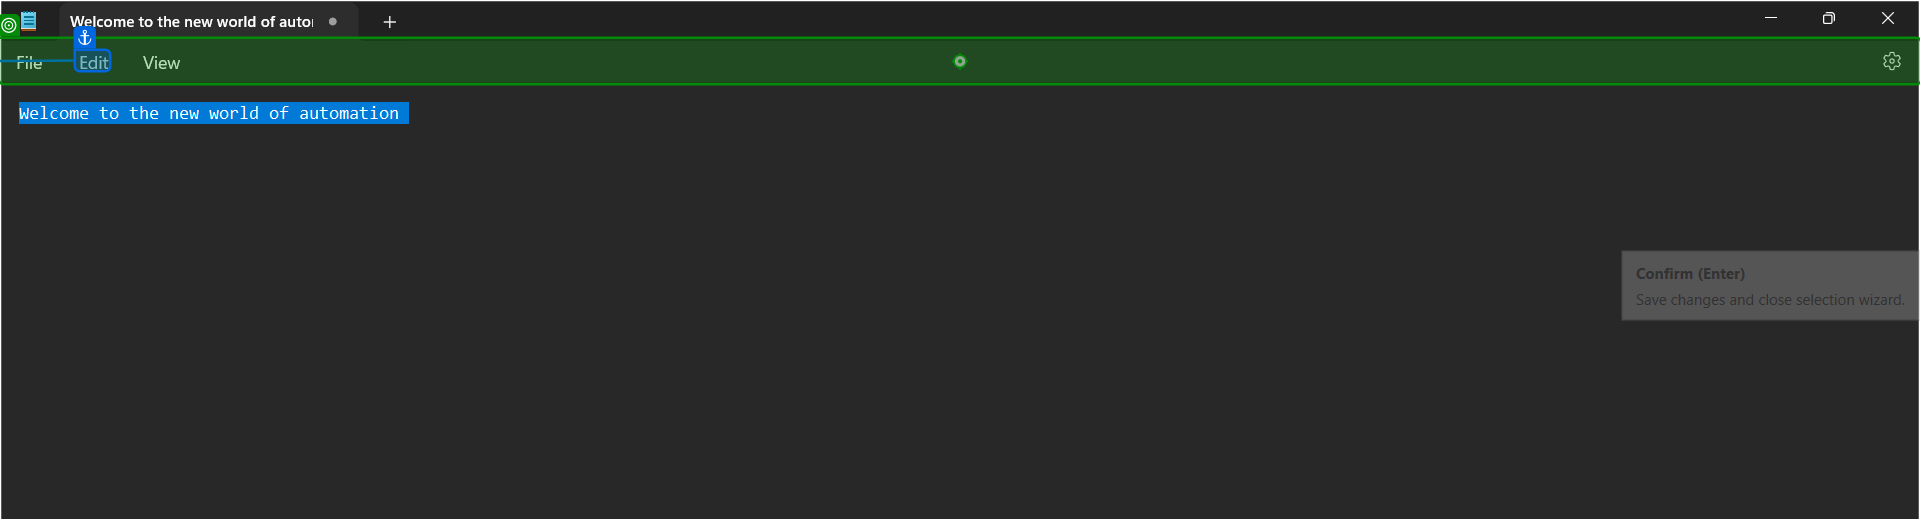 Welcome to the new world of auto
File Edit View
Welcome to the new world of automation
Confirm (Enter)
Save changes and close selection wizard.